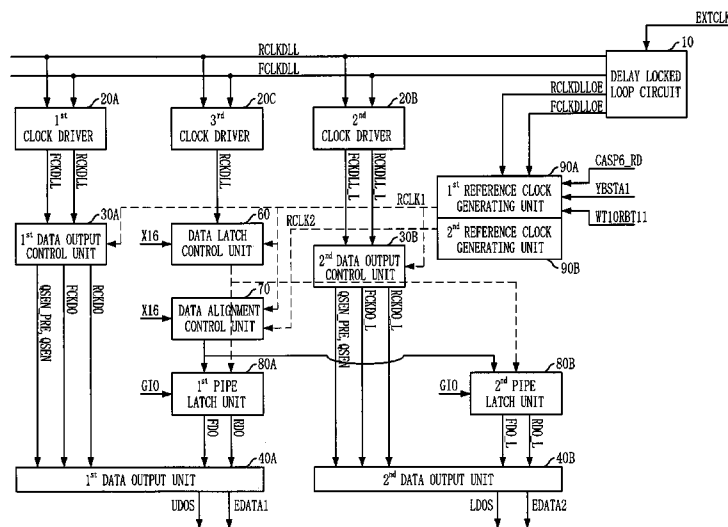 EXTCLK
10
RCLKDLL
FCLKDLL
DELAY LOCKED
LOOP CIRCUIT
RCLKDLLOE
FCLKDLLOE
20A
1st
CLOCK DRIVER
20C
3rd
CLOCK DRIVER
20B
2nd
CLOCK DRIVER
FCKDLL
RCKDLL
RCKDLL
FCKDLL_L
RCKDLL_L
90A
1st REFERENCE CLOCK
GENERATING UNIT
CASP6_RD
YBSTA1
WT10RBT11
2nd REFERENCE CLOCK
GENERATING UNIT
90B
RCLK1
RCLK2
30A
1st DATA OUTPUT
CONTROL UNIT
60
X16
DATA LATCH
CONTROL UNIT
30B
2nd DATA OUTPUT
CONTROL UNIT
70
X16
DATA ALIGNMENT
CONTROL UNIT
QSEN_PRE,QSEN
FCKDO
RCKDO
QSEN_PRE,QSEN
FCKDO_L
RCKDO_L
80A
GIO
1st PIPE
LATCH UNIT
80B
GIO
2nd PIPE
LATCH UNIT
FDO
RDO
FDO_L
RDO_L
40A
1st DATA OUTPUT UNIT
40B
2nd DATA OUTPUT UNIT
UDOS
EDATA1
LDOS
EDATA2